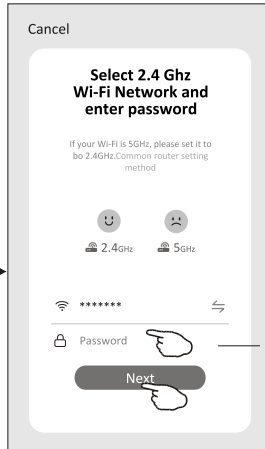 Cancel
Select 2.4 Ghz
Wi-Fi Network and
enter password
If your Wi-Fi is 5GHz, please set it to
bo 2.4GHz.Common router setting
method
2.4GHz 5GHz
*******
Password
Next